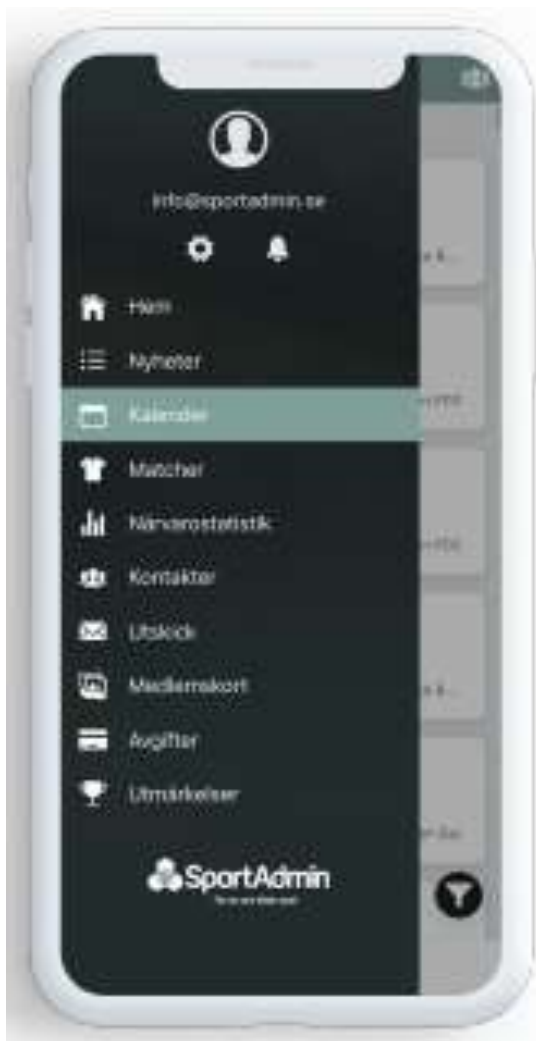 info@sportadmin.se
Hem
Nyheter
Kalender
Matcher
Närvarostatistik
Kontakter
Utskick
Medlemskort
Avgifter
Utmärkelser
SportAdmin